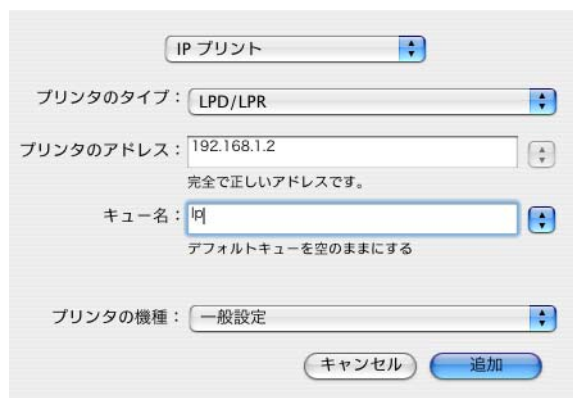 IP プリント
プリンタのタイプ： LPD/LPR
プリンタのアドレス： 192.168.1.2
完全で正しいアドレスです。
キュー名： lp
デフォルトキューを空のままにする
プリンタの機種： 一般設定
キャンセル 追加